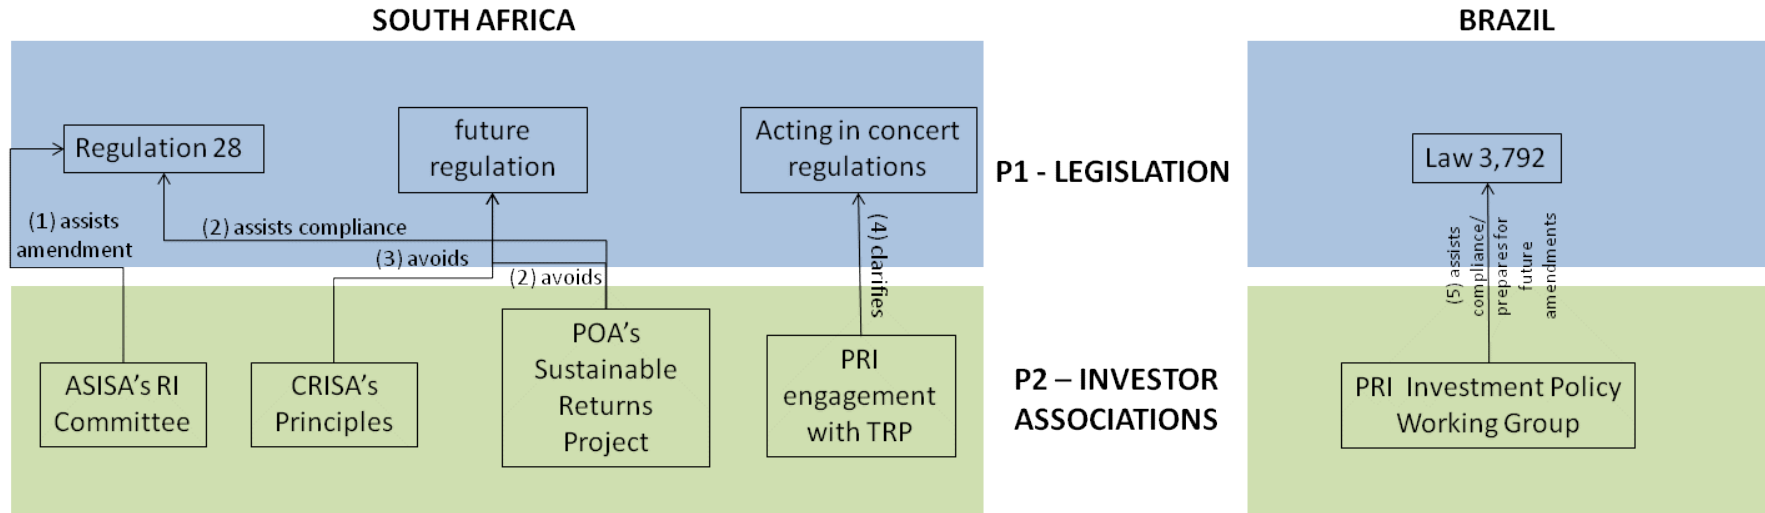 SOUTH AFRICA
BRAZIL
Regulation 28
future
regulation
Acting in concert
regulations
P1 - LEGISLATION
Law 3,792
(1) assists
amendment
(2) assists compliance
(3) avoids
(2) avoids
(4) clarifies
(5) assists
compliance/
prepares for
future
amendments
ASISA's RI
Committee
CRISA's
Principles
POA's
Sustainable
Returns
Project
PRI
engagement
with TRP
P2 – INVESTOR
ASSOCIATIONS
PRI Investment Policy
Working Group